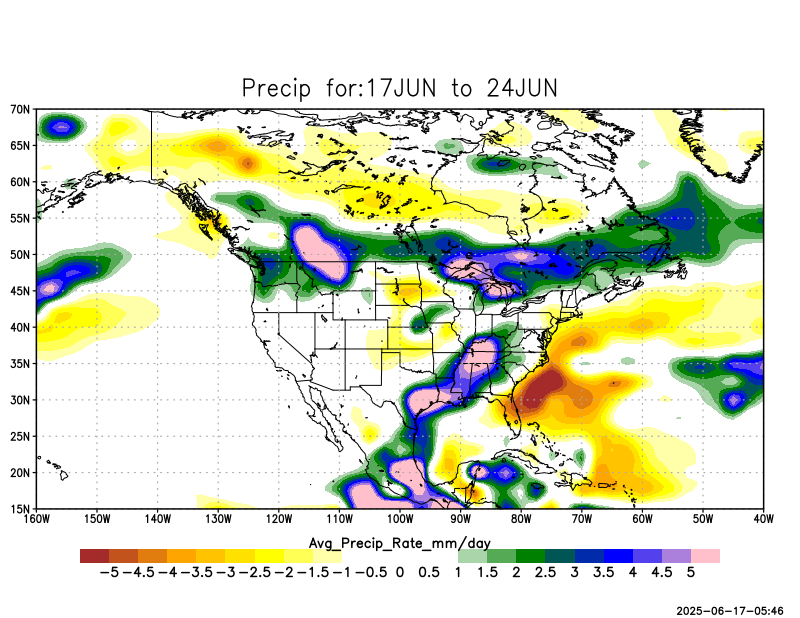 Precip for:17JUN to 24JUN
70N
65N
60N
55N
50N
45N
40N
35N
30N
25N
20N
15N
160W 150W 140W 130W 120W 110W 100W 90W 80W 70W 60W 50W 40W
Avg_Precip_Rate_mm/day
−5 −4.5 −4 −3.5 −3 −2.5 −2 −1.5 −1 −0.5 0 0.5 1 1.5 2 2.5 3 3.5 4 4.5 5
2025-06-17-05:46